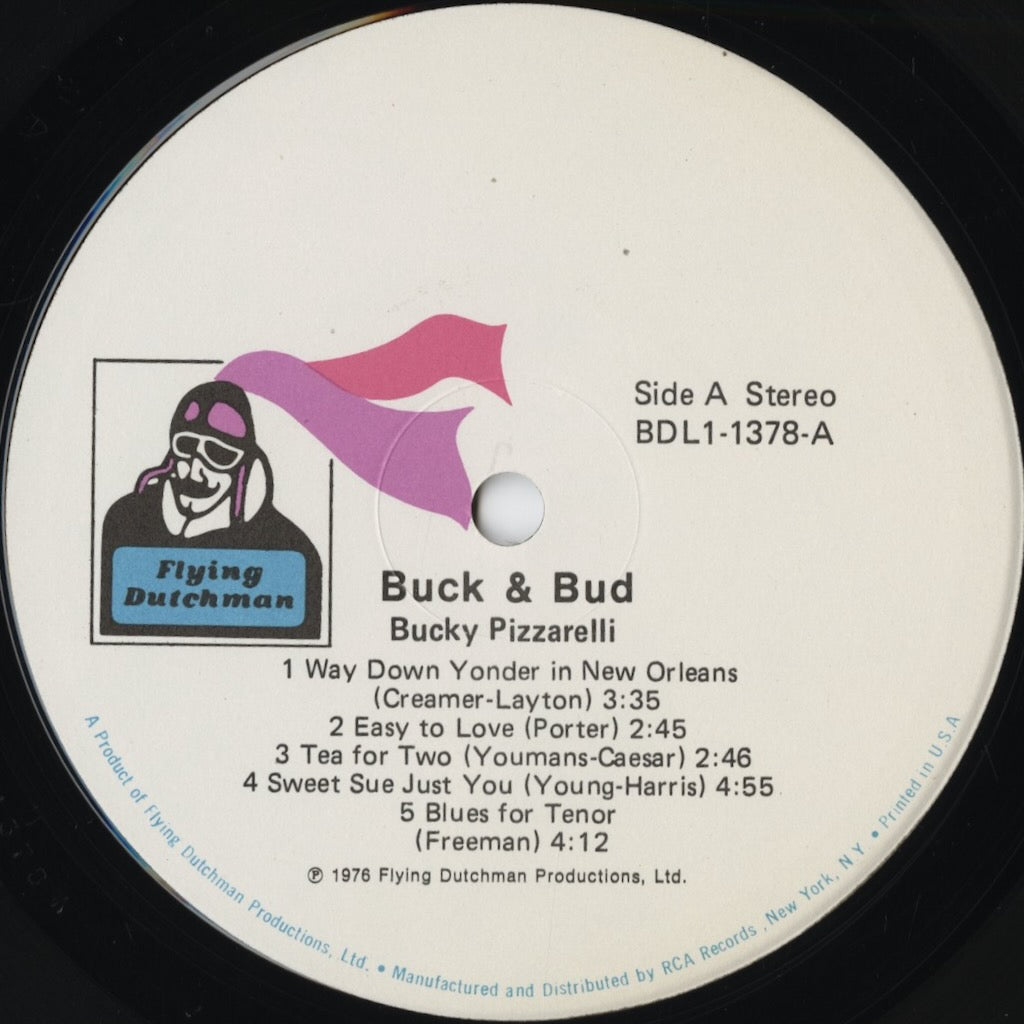 Side A Stereo
BDL1-1378-A
Flying
Dutchman
Buck & Bud
Bucky Pizzarelli
1 Way Down Yonder in New Orleans
(Creamer-Layton) 3:35
2 Easy to Love (Porter) 2:45
3 Tea for Two (Youmans-Caesar) 2:46
4 Sweet Sue Just You (Young-Harris) 4:55
5 Blues for Tenor
(Freeman) 4:12
℗ 1976 Flying Dutchman Productions, Ltd.
A Product of Flying Dutchman Productions, Ltd. • Manufactured and Distributed by RCA Records , New York, N Y • Printed in U.S.A